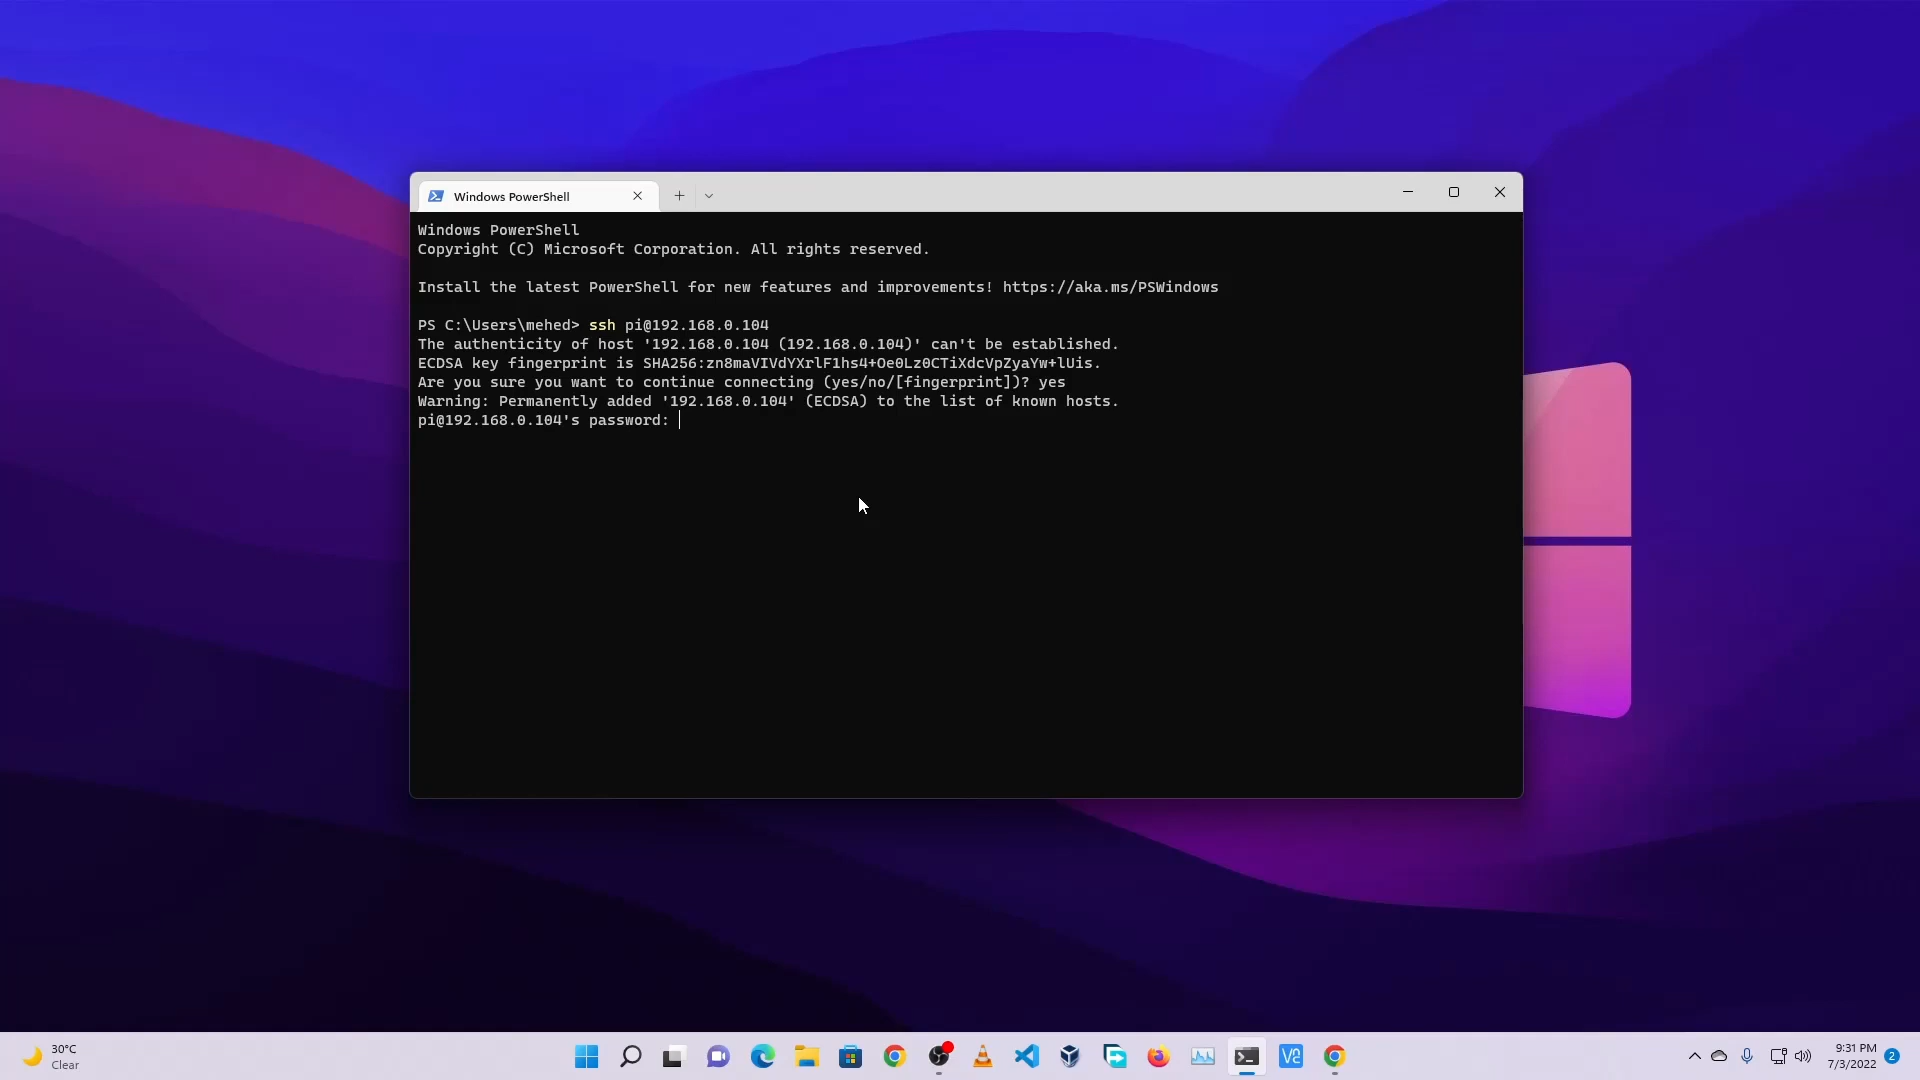 Windows PowerShell
Windows PowerShell
Copyright (C) Microsoft Corporation. All rights reserved.
Install the latest PowerShell for new features and improvements! https://aka.ms/PSWindows
PS C:\Users\mehed> ssh pi@192.168.0.104
The authenticity of host '192.168.0.104 (192.168.0.104)' can't be established.
ECDSA key fingerprint is SHA256:zn8maVIVdYXrlF1hs4+Oe0Lz0CTiXdcVpZyaYw+lUis.
Are you sure you want to continue connecting (yes/no/[fingerprint])? yes
Warning: Permanently added '192.168.0.104' (ECDSA) to the list of known hosts.
pi@192.168.0.104's password:
30°C
Clear
9:31 PM
7/3/2022
2